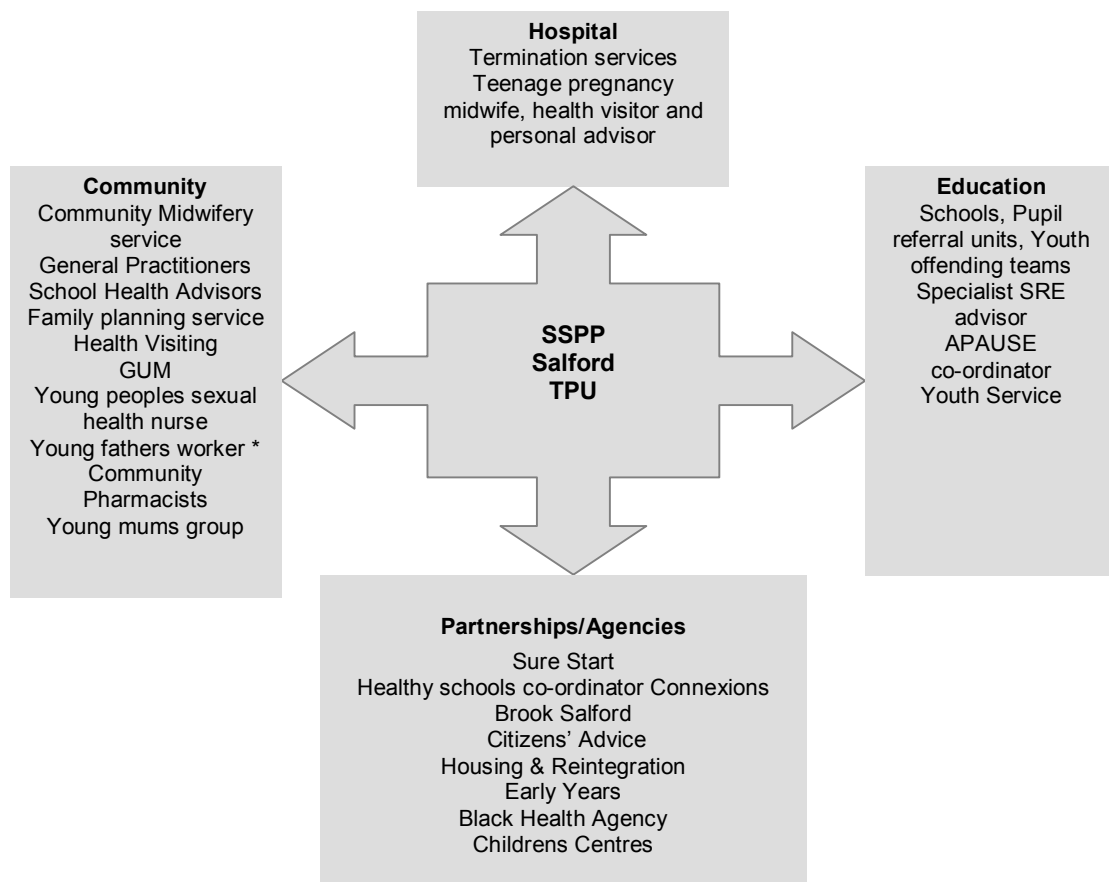 Hospital
Termination services
Teenage pregnancy
midwife, health visitor and
personal advisor
Community
Community Midwifery
service
General Practitioners
School Health Advisors
Family planning service
Health Visiting
GUM
Young peoples sexual
health nurse
Young fathers worker *
Community
Pharmacists
Young mums group
SSPP
Salford
TPU
Education
Schools, Pupil
referral units, Youth
offending teams
Specialist SRE
advisor
APAUSE
co-ordinator
Youth Service
Partnerships/Agencies
Sure Start
Healthy schools co-ordinator Connexions
Brook Salford
Citizens’ Advice
Housing & Reintegration
Early Years
Black Health Agency
Childrens Centres